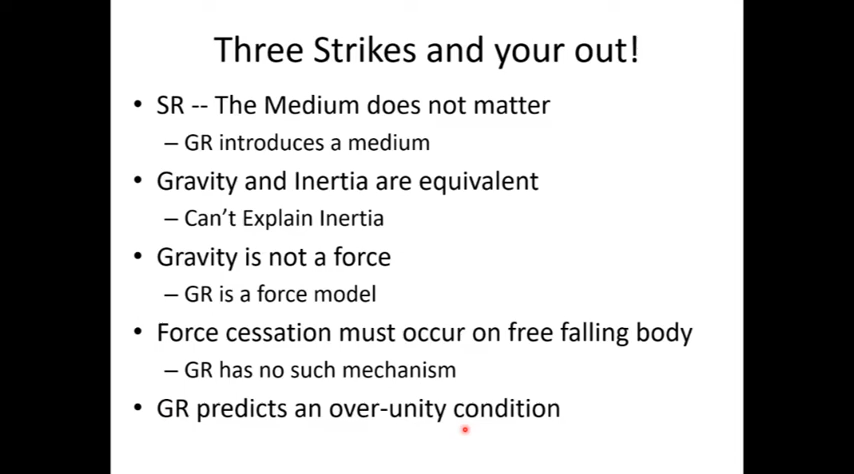 Three Strikes and your out!
• SR -- The Medium does not matter
– GR introduces a medium
• Gravity and Inertia are equivalent
– Can't Explain Inertia
• Gravity is not a force
– GR is a force model
• Force cessation must occur on free falling body
– GR has no such mechanism
• GR predicts an over-unity condition